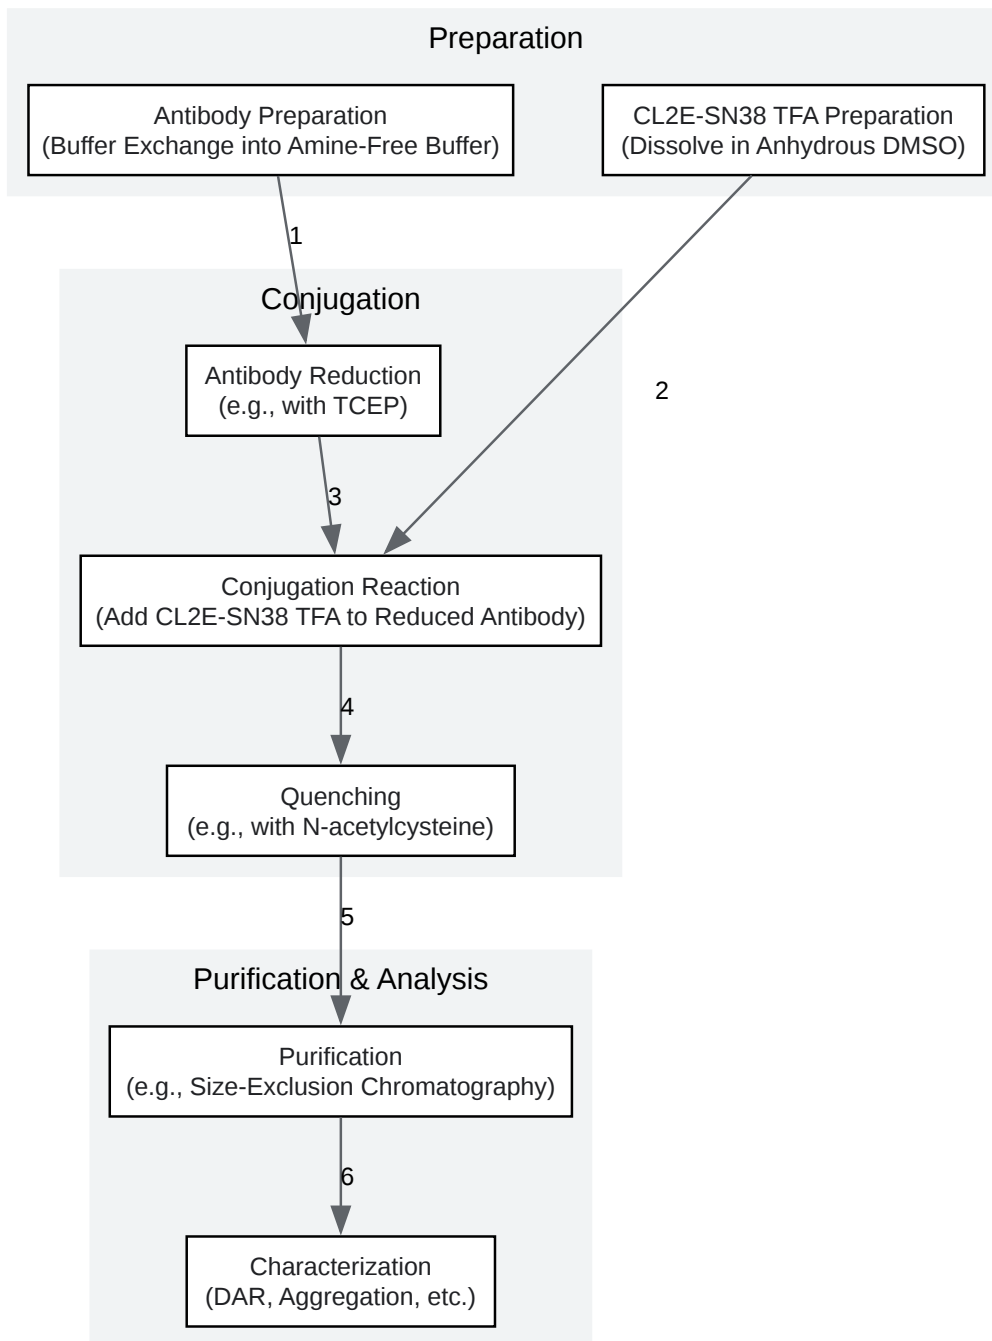 Preparation
Antibody Preparation
(Buffer Exchange into Amine-Free Buffer)
CL2E-SN38 TFA Preparation
(Dissolve in Anhydrous DMSO)
1
Conjugation
Antibody Reduction
(e.g., with TCEP)
2
3
Conjugation Reaction
(Add CL2E-SN38 TFA to Reduced Antibody)
4
Quenching
(e.g., with N-acetylcysteine)
5
Purification & Analysis
Purification
(e.g., Size-Exclusion Chromatography)
6
Characterization
(DAR, Aggregation, etc.)